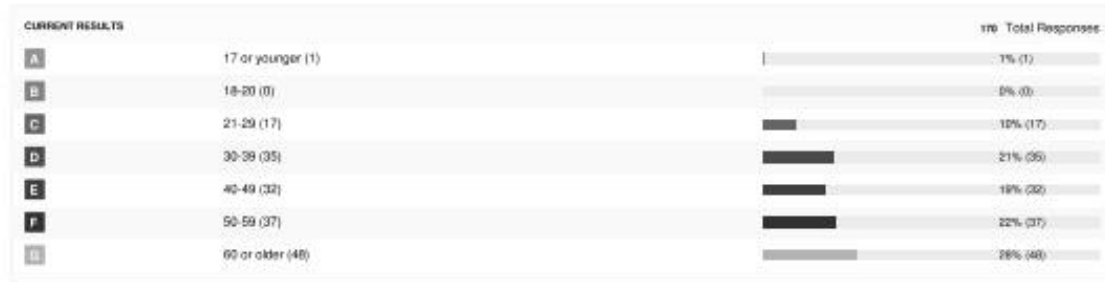 CURRENT RESULTS 170 Total Responses
A 17 or younger (1) 1% (1)
B 18-20 (0) 0% (0)
C 21-29 (17) 10% (17)
D 30-39 (35) 21% (35)
E 40-49 (32) 19% (32)
F 50-59 (37) 22% (37)
G 60 or older (48) 28% (48)